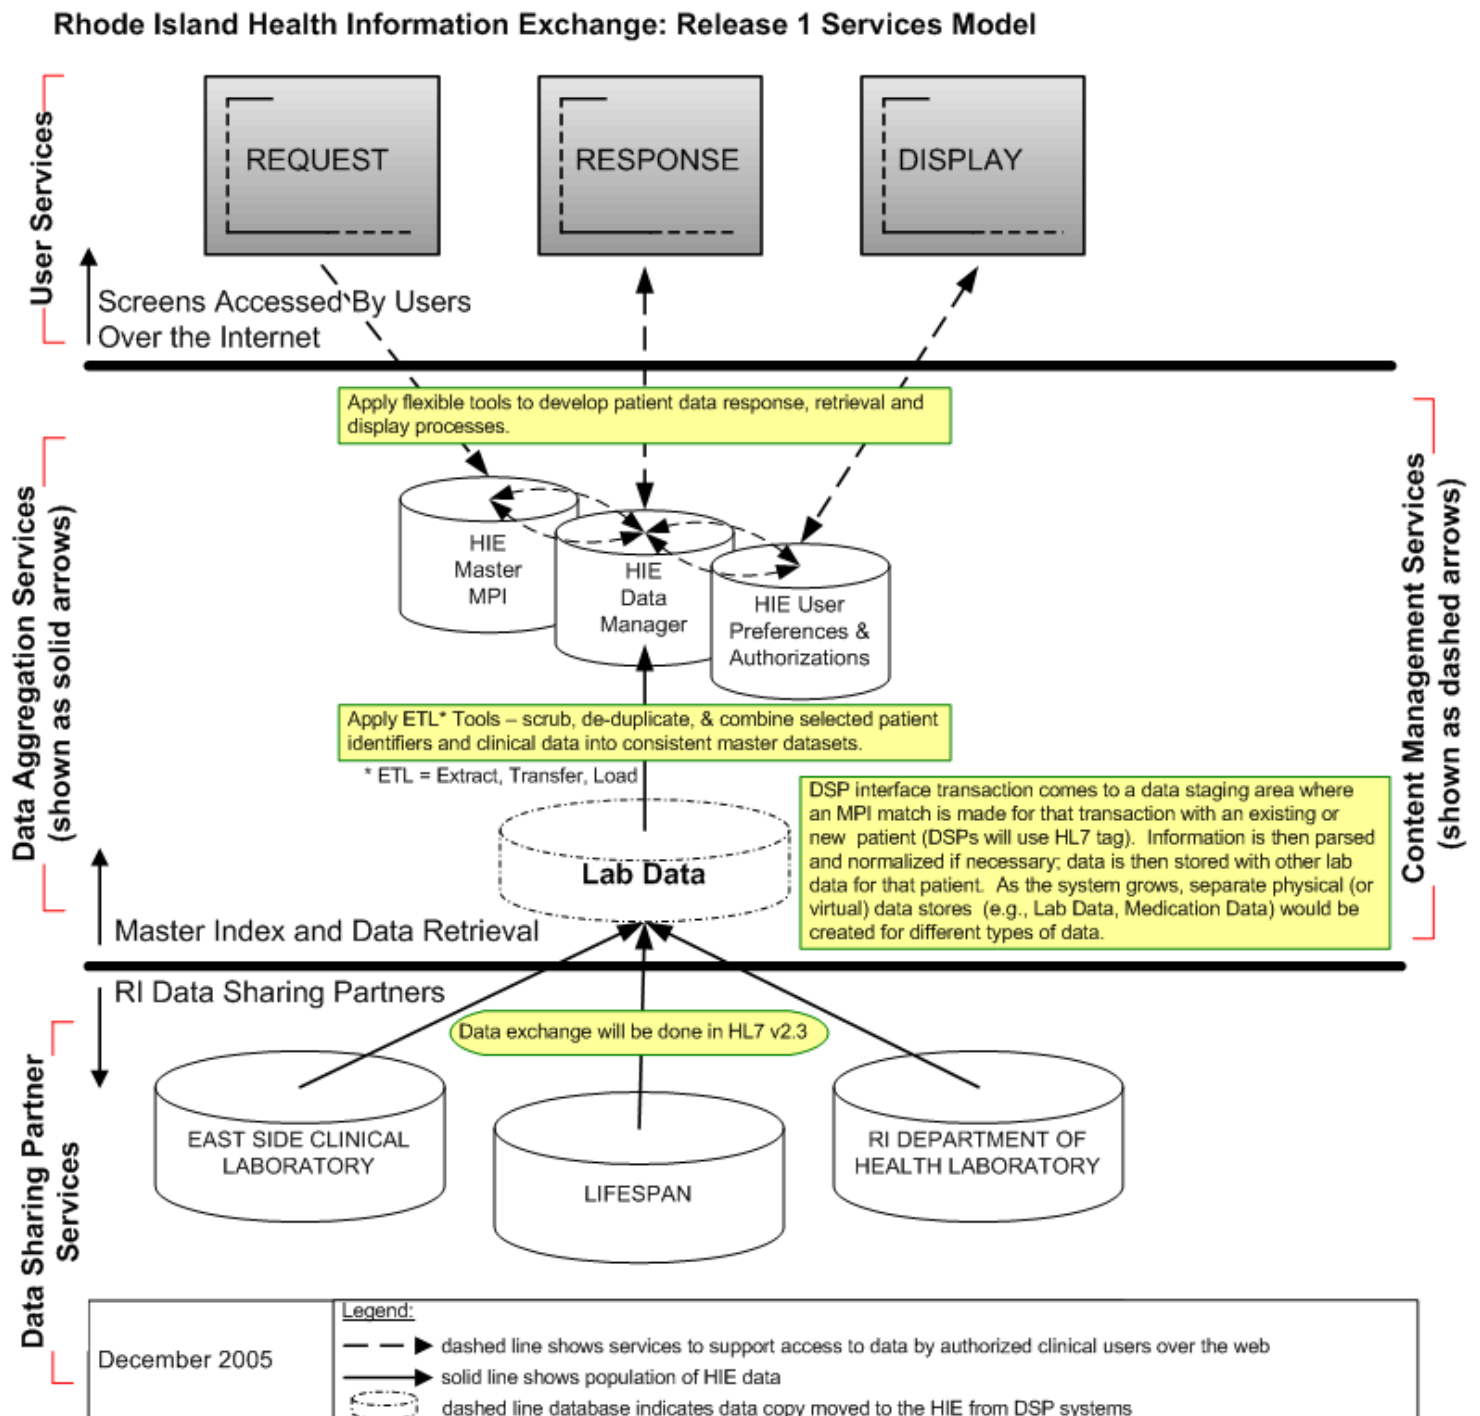 Rhode Island Health Information Exchange: Release 1 Services Model
User Services
REQUEST
RESPONSE
DISPLAY
Screens Accessed By Users
Over the Internet
Apply flexible tools to develop patient data response, retrieval and
display processes.
Data Aggregation Services
(shown as solid arrows)
Content Management Services
(shown as dashed arrows)
HIE
Master
MPI
HIE
Data
Manager
HIE User
Preferences &
Authorizations
Apply ETL* Tools – scrub, de-duplicate, & combine selected patient
identifiers and clinical data into consistent master datasets.
* ETL = Extract, Transfer, Load
DSP interface transaction comes to a data staging area where
an MPI match is made for that transaction with an existing or
new patient (DSPs will use HL7 tag). Information is then parsed
and normalized if necessary; data is then stored with other lab
data for that patient. As the system grows, separate physical (or
virtual) data stores (e.g., Lab Data, Medication Data) would be
created for different types of data.
Lab Data
Master Index and Data Retrieval
RI Data Sharing Partners
Data exchange will be done in HL7 v2.3
Data Sharing Partner
Services
EAST SIDE CLINICAL
LABORATORY
LIFESPAN
RI DEPARTMENT OF
HEALTH LABORATORY
December 2005
Legend:
dashed line shows services to support access to data by authorized clinical users over the web
solid line shows population of HIE data
dashed line database indicates data copy moved to the HIE from DSP systems